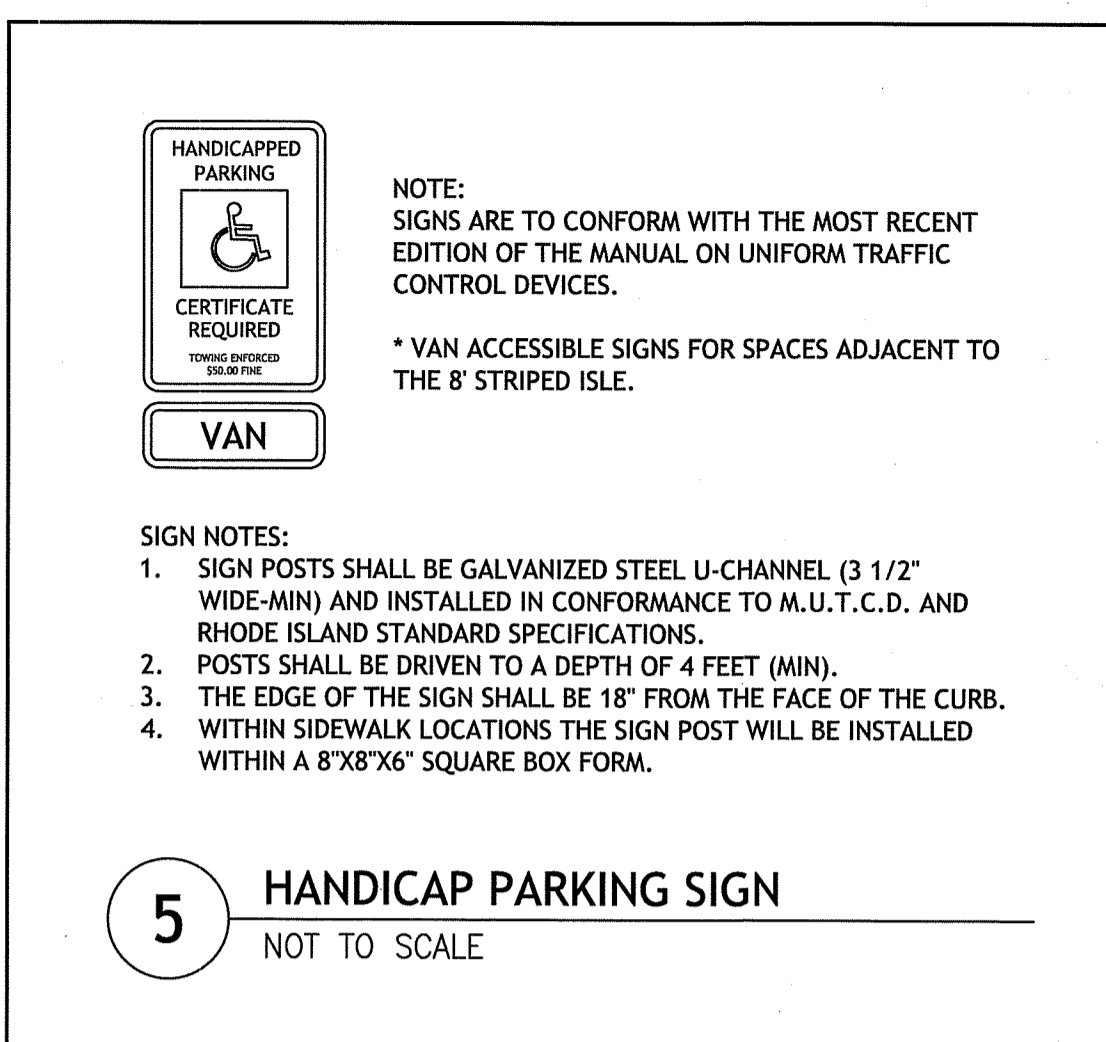 HANDICAPPED
PARKING
CERTIFICATE
REQUIRED
TOWING ENFORCED
$50.00 FINE
VAN
NOTE:
SIGNS ARE TO CONFORM WITH THE MOST RECENT
EDITION OF THE MANUAL ON UNIFORM TRAFFIC
CONTROL DEVICES.
* VAN ACCESSIBLE SIGNS FOR SPACES ADJACENT TO
THE 8' STRIPED ISLE.
SIGN NOTES:
1. SIGN POSTS SHALL BE GALVANIZED STEEL U-CHANNEL (3 1/2"
WIDE-MIN) AND INSTALLED IN CONFORMANCE TO M.U.T.C.D. AND
RHODE ISLAND STANDARD SPECIFICATIONS.
2. POSTS SHALL BE DRIVEN TO A DEPTH OF 4 FEET (MIN).
3. THE EDGE OF THE SIGN SHALL BE 18" FROM THE FACE OF THE CURB.
4. WITHIN SIDEWALK LOCATIONS THE SIGN POST WILL BE INSTALLED
WITHIN A 8"X8"X6" SQUARE BOX FORM.
5 HANDICAP PARKING SIGN
NOT TO SCALE